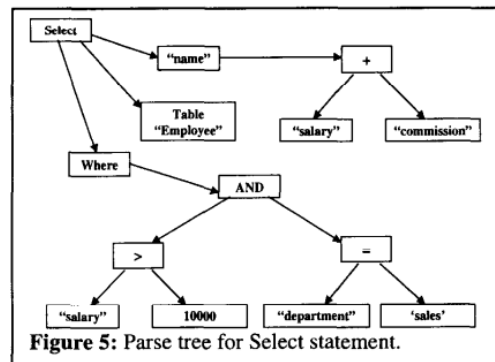 Select
“name”
+
Table
“Employee”
“salary”
“commission”
Where
AND
>
=
“salary”
10000
“department”
‘sales’
Figure 5: Parse tree for Select statement.